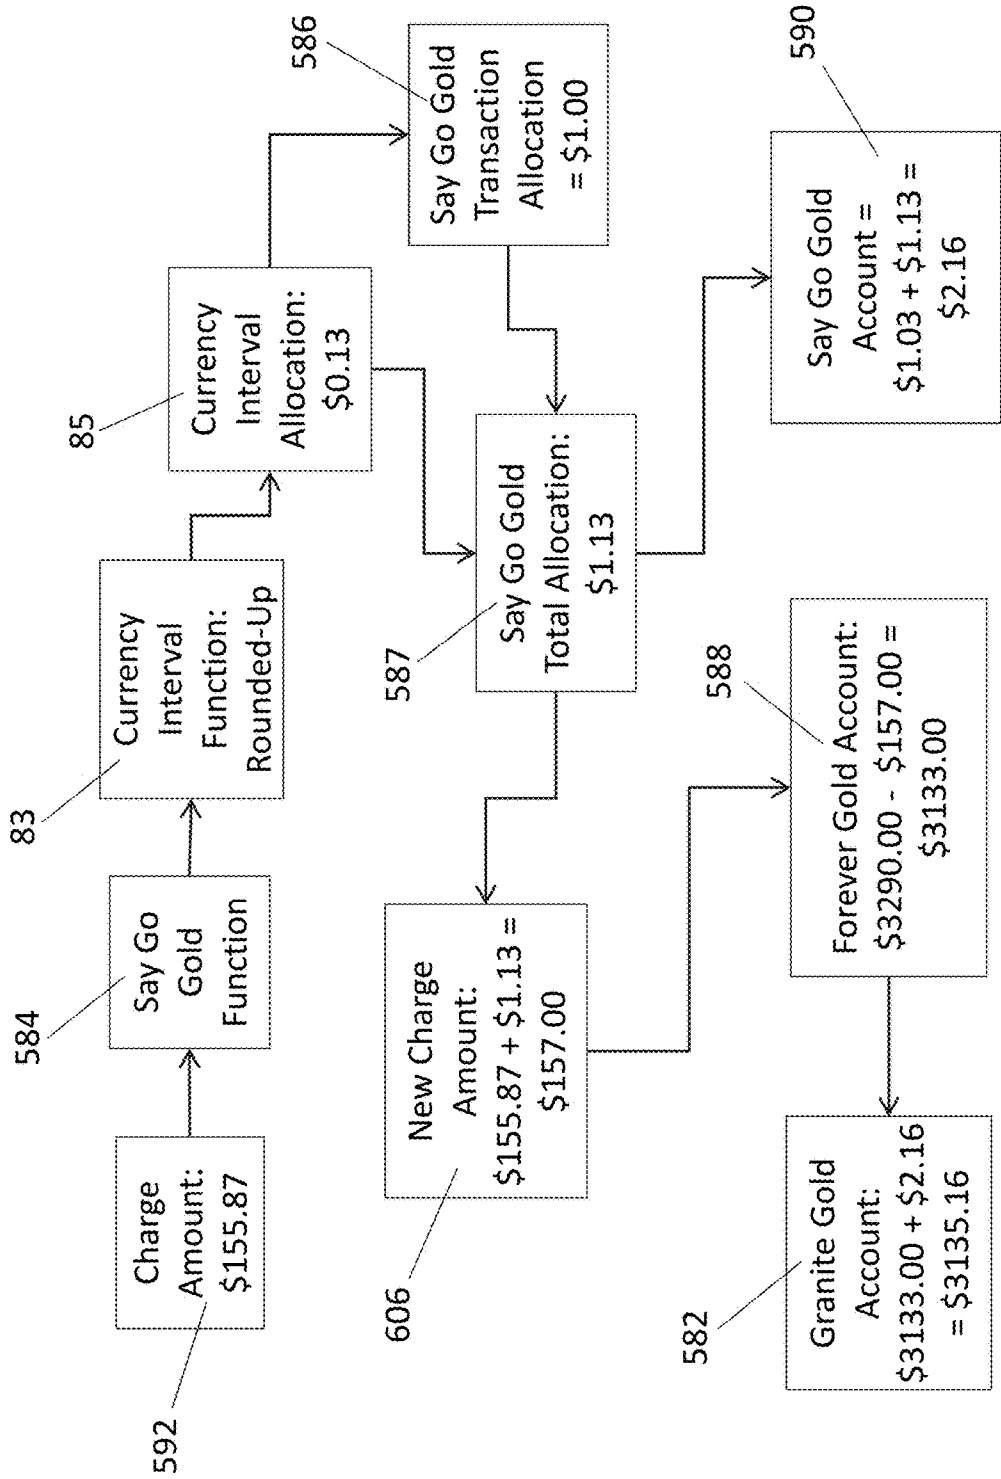 592
Charge
Amount:
$155.87
584
Say Go
Gold
Function
83
Currency
Interval
Function:
Rounded-Up
85
Currency
Interval
Allocation:
$0.13
586
Say Go Gold
Transaction
Allocation
= $1.00
606
New Charge
Amount:
$155.87 + $1.13 =
$157.00
587
Say Go Gold
Total Allocation:
$1.13
582
Granite Gold
Account:
$3133.00 + $2.16
= $3135.16
588
Forever Gold Account:
$3290.00 - $157.00 =
$3133.00
590
Say Go Gold
Account =
$1.03 + $1.13 =
$2.16